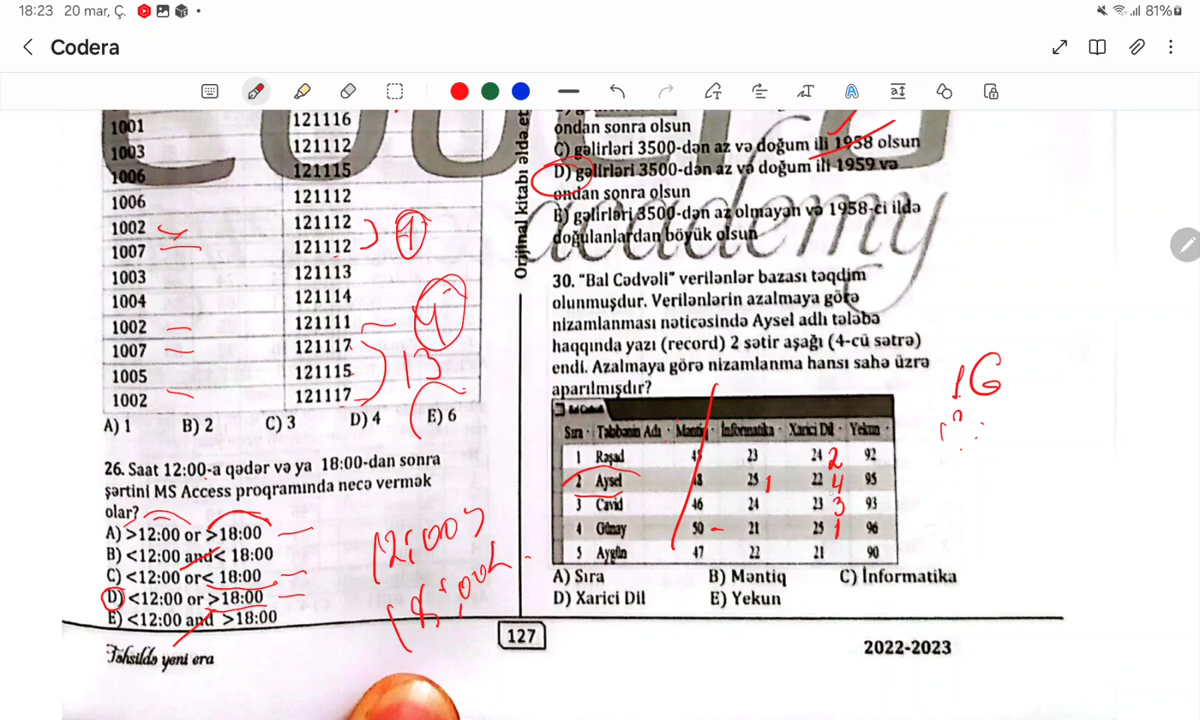 18:23 20 mar, Ç.
81%
Codera
1001 121116
1003 121112
1006 121115
1006 121112
1002 121112
1007 121112
1003 121113
1004 121114
1002 121111
1007 121117
1005 121115
1002 121117
A) 1 B) 2 C) 3 D) 4 E) 6
26. Saat 12:00-a qədər və ya 18:00-dan sonra
şərtini MS Access proqramında necə vermək
olar?
A) >12:00 or >18:00
B) <12:00 and< 18:00
C) <12:00 or< 18:00
D) <12:00 or >18:00
E) <12:00 and >18:00
Təhsildə yeni era
Orijinal kitabı əldə et
127
ondan sonra olsun
C) gəlirləri 3500-dən az və doğum ili 1958 olsun
D) gəlirləri 3500-dən az və doğum ili 1959 və
ondan sonra olsun
E) gəlirləri 3500-dən az olmayan və 1958-ci ildə
doğulanlardan böyük olsun
academy
30. “Bal Cədvəli” verilənlər bazası təqdim
olunmuşdur. Verilənlərin azalmaya görə
nizamlanması nəticəsində Aysel adlı tələbə
haqqında yazı (record) 2 sətir aşağı (4-cü sətrə)
endi. Azalmaya görə nizamlanma hansı sahə üzrə
aparılmışdır?
Bal Cədvəli
Sıra Tələbənin Adı Məntiq İnformatika Xarici Dil Yekun
1 Rəşad 45 23 24 2 92
2 Aysel 48 25 1 22 4 95
3 Cavid 46 24 23 3 93
4 Günay 50 21 25 1 96
5 Aygün 47 22 21 90
A) Sıra B) Məntiq C) İnformatika
D) Xarici Dil E) Yekun
2022-2023